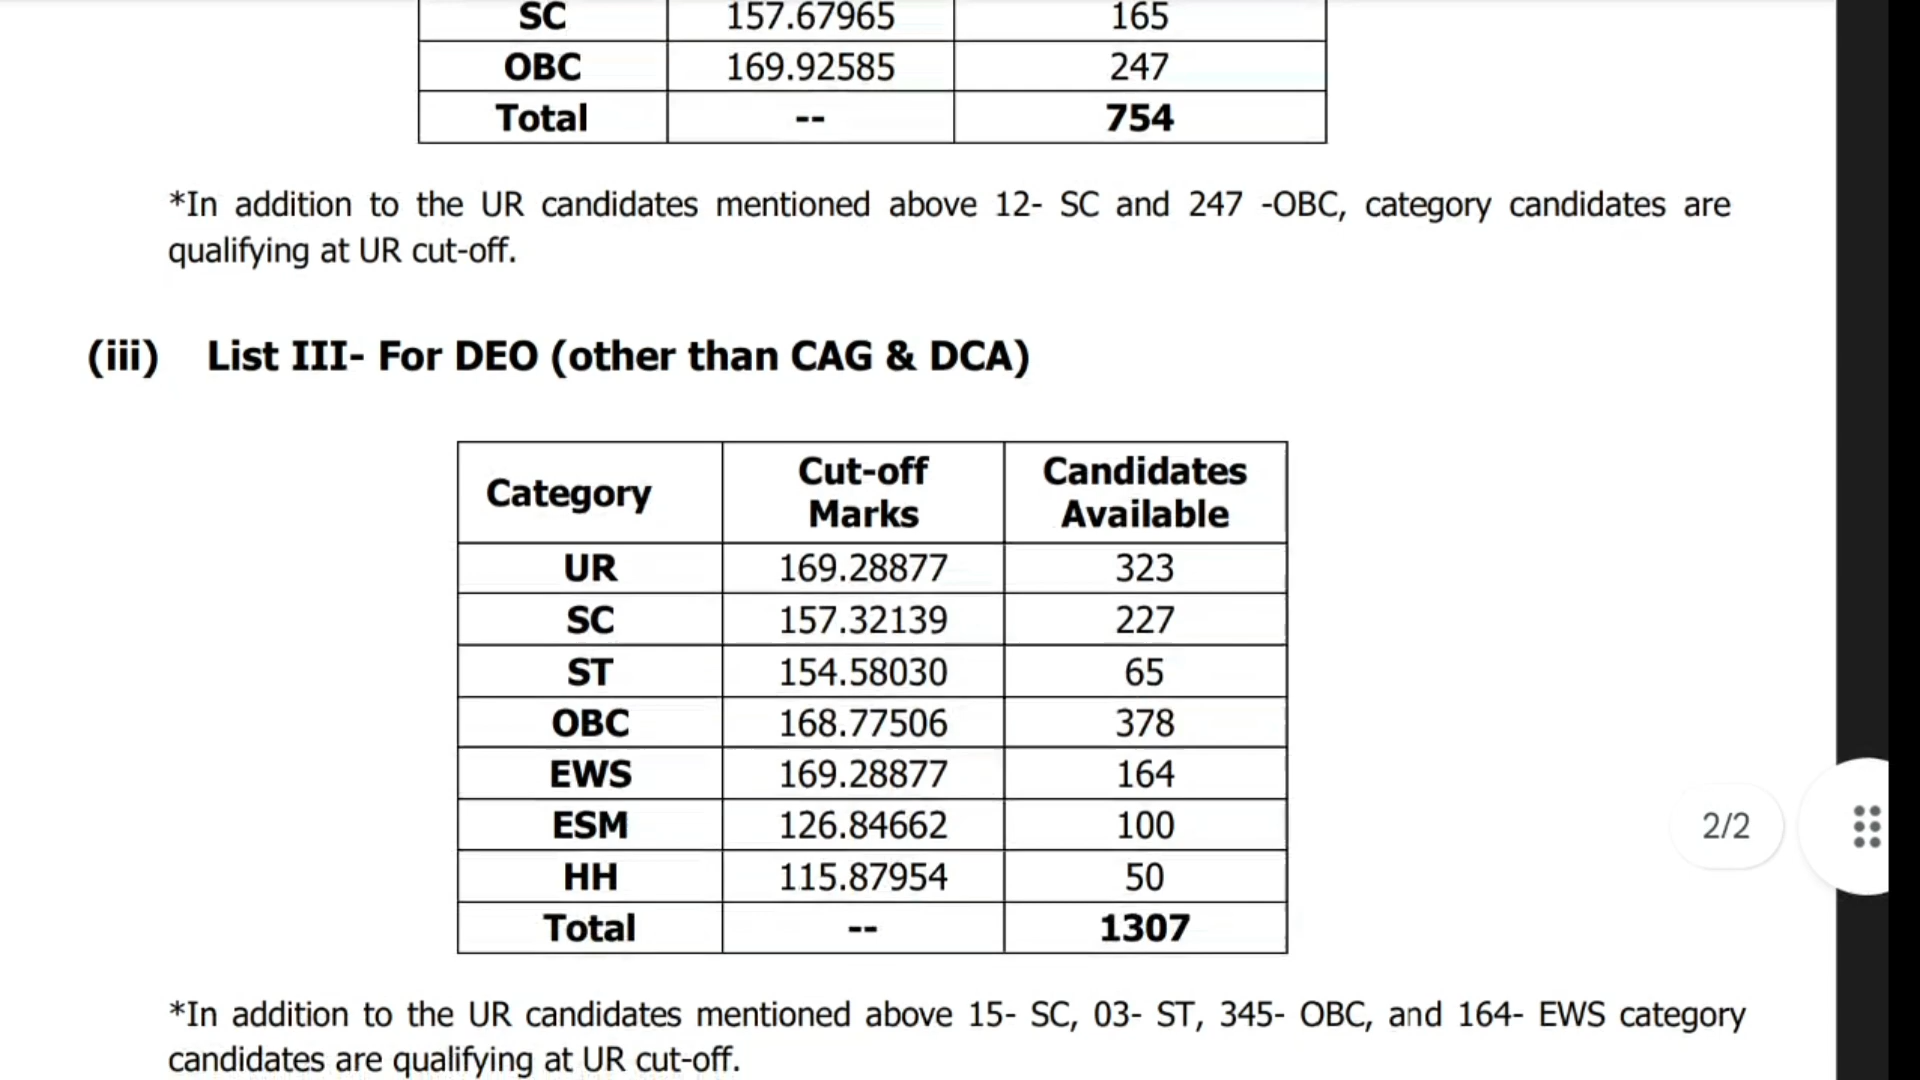 SC 157.67965 165
OBC 169.92585 247
Total -- 754
*In addition to the UR candidates mentioned above 12- SC and 247 -OBC, category candidates are
qualifying at UR cut-off.
(iii) List III- For DEO (other than CAG & DCA)
Category Cut-off Marks Candidates Available
UR 169.28877 323
SC 157.32139 227
ST 154.58030 65
OBC 168.77506 378
EWS 169.28877 164
ESM 126.84662 100
HH 115.87954 50
Total -- 1307
*In addition to the UR candidates mentioned above 15- SC, 03- ST, 345- OBC, and 164- EWS category
candidates are qualifying at UR cut-off.
2/2